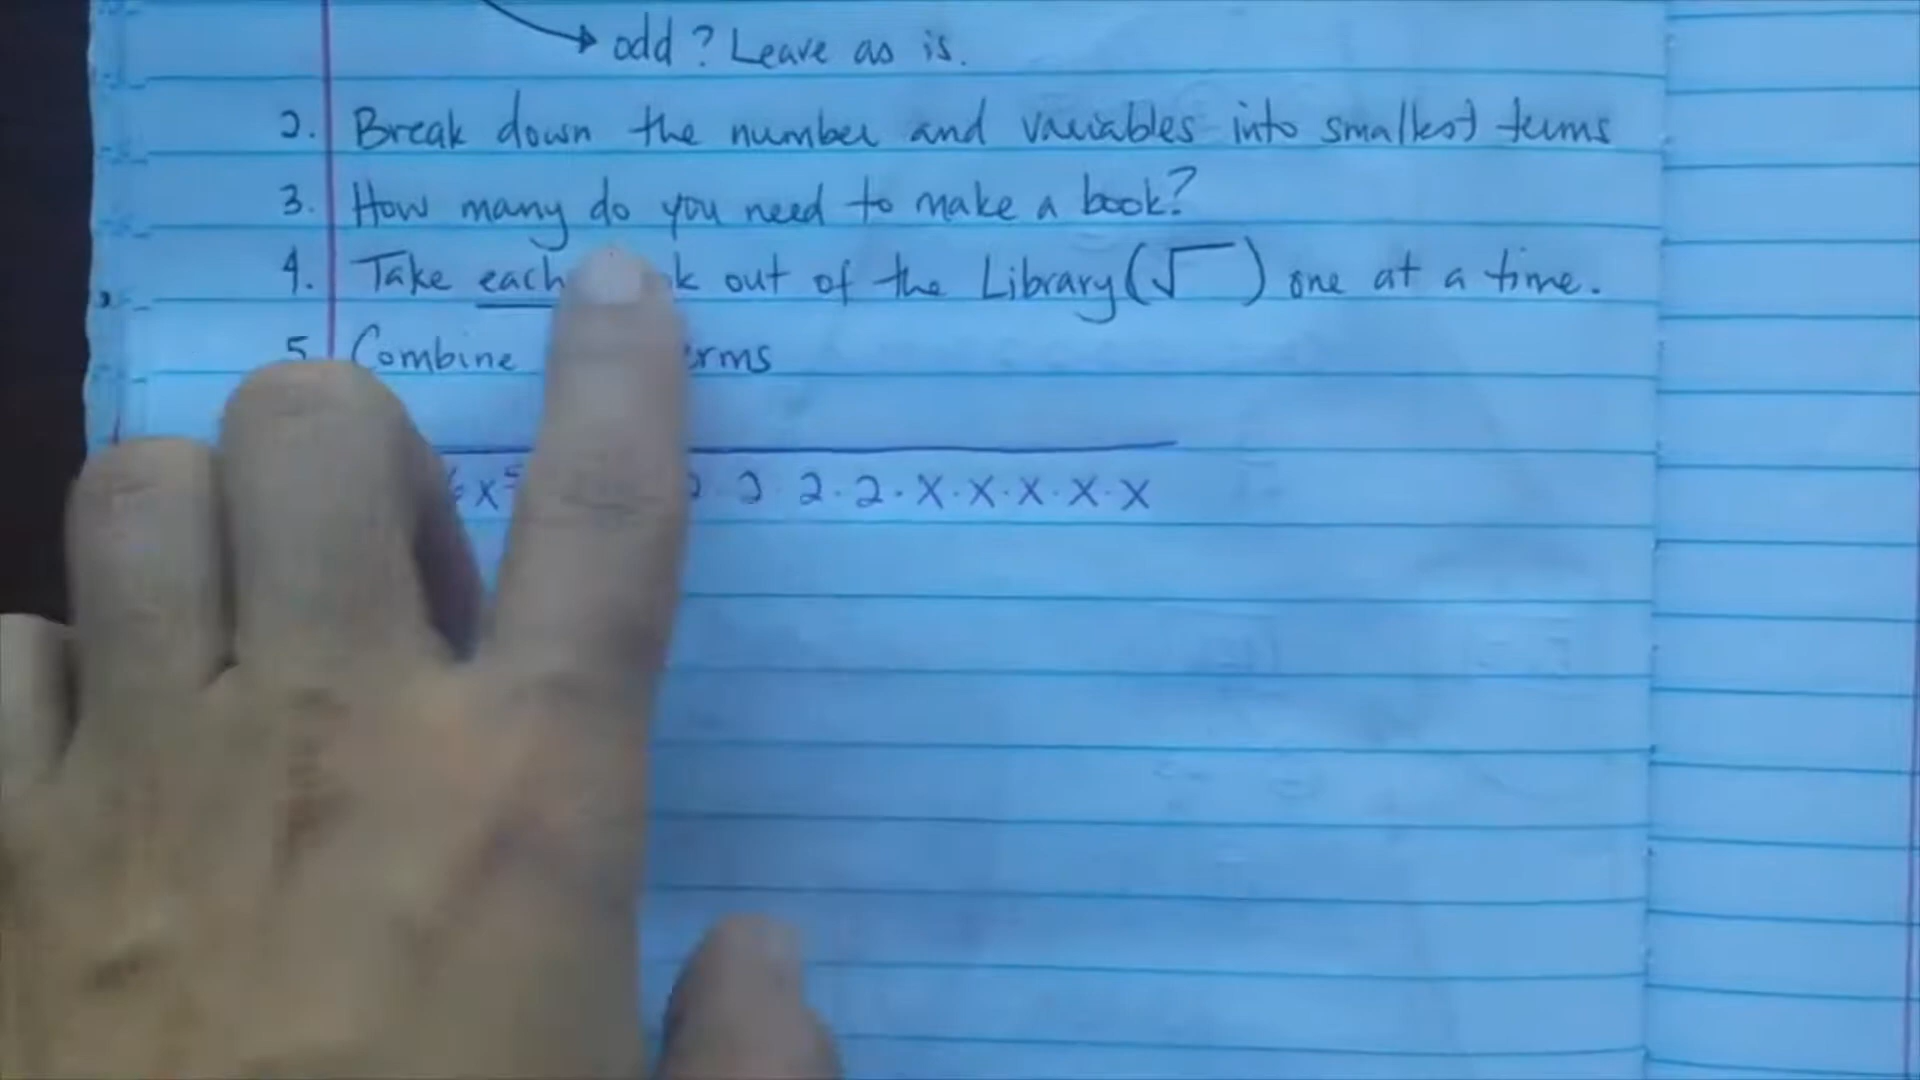 → odd? Leave as is.
2. Break down the number and variables into smallest terms
3. How many do you need to make a book?
4. Take each out of the Library (√ ) one at a time.
5. Combine
x⁵ 2 · 2 · 2 · 2 · x · x · x · x · x